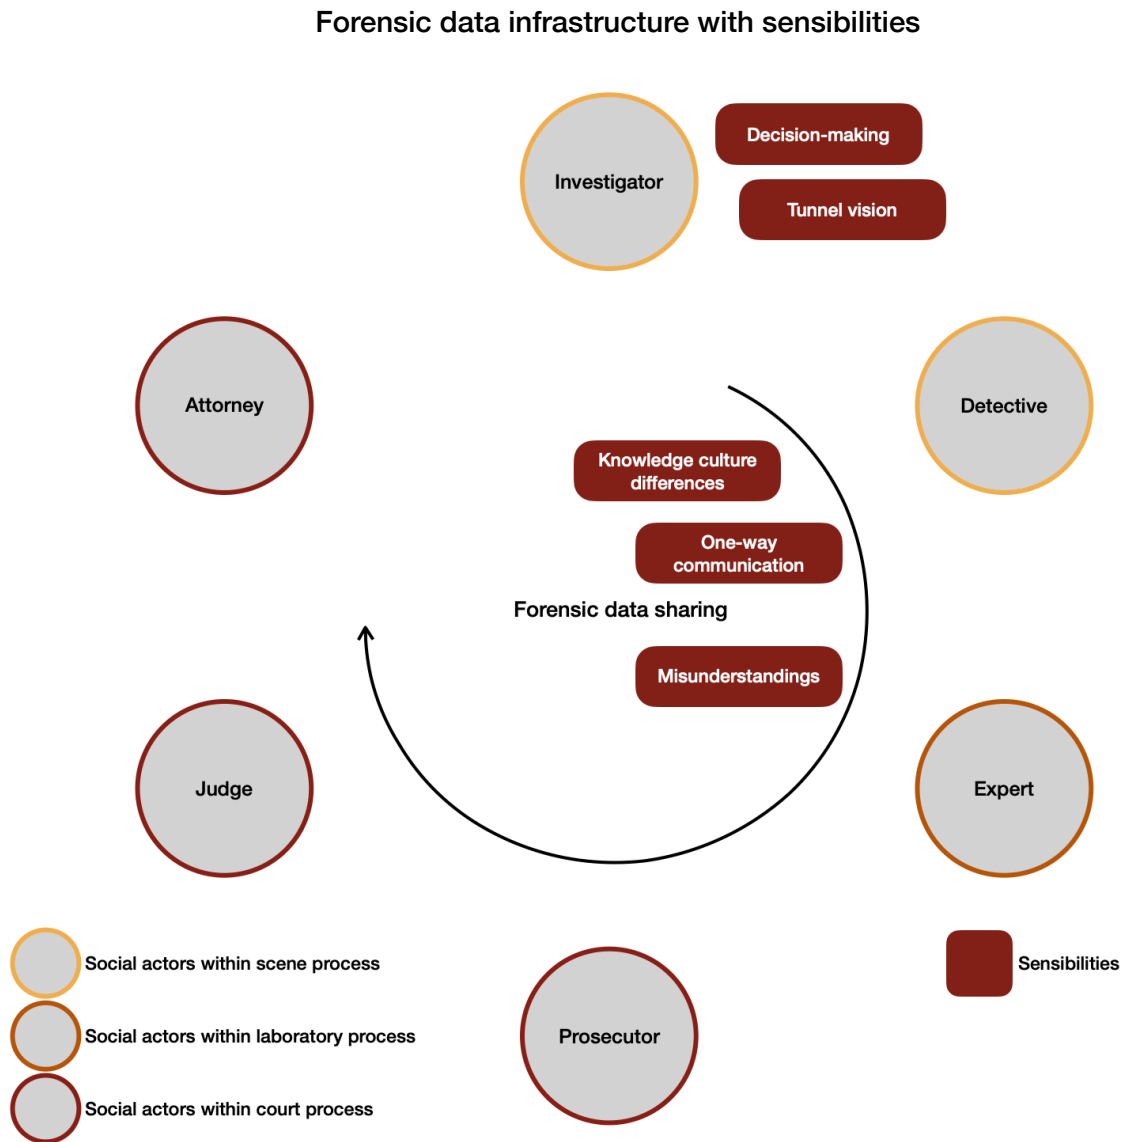 Forensic data infrastructure with sensibilities
Investigator
Decision-making
Tunnel vision
Attorney
Detective
Knowledge culture
differences
One-way
communication
Forensic data sharing
Misunderstandings
Judge
Expert
Prosecutor
Social actors within scene process
Social actors within laboratory process
Social actors within court process
Sensibilities